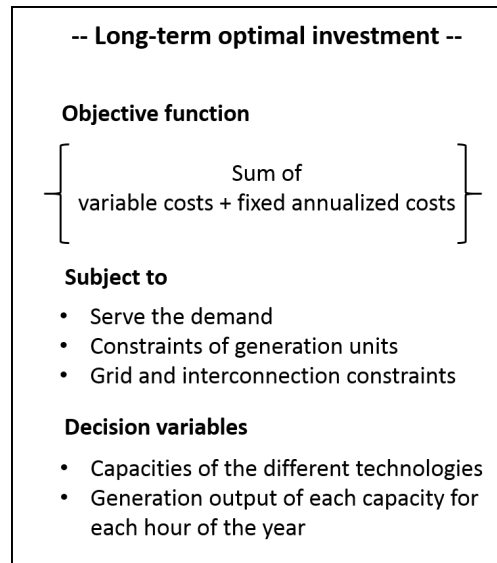 -- Long-term optimal investment --
Objective function
Sum of
variable costs + fixed annualized costs
Subject to
• Serve the demand
• Constraints of generation units
• Grid and interconnection constraints
Decision variables
• Capacities of the different technologies
• Generation output of each capacity for
each hour of the year